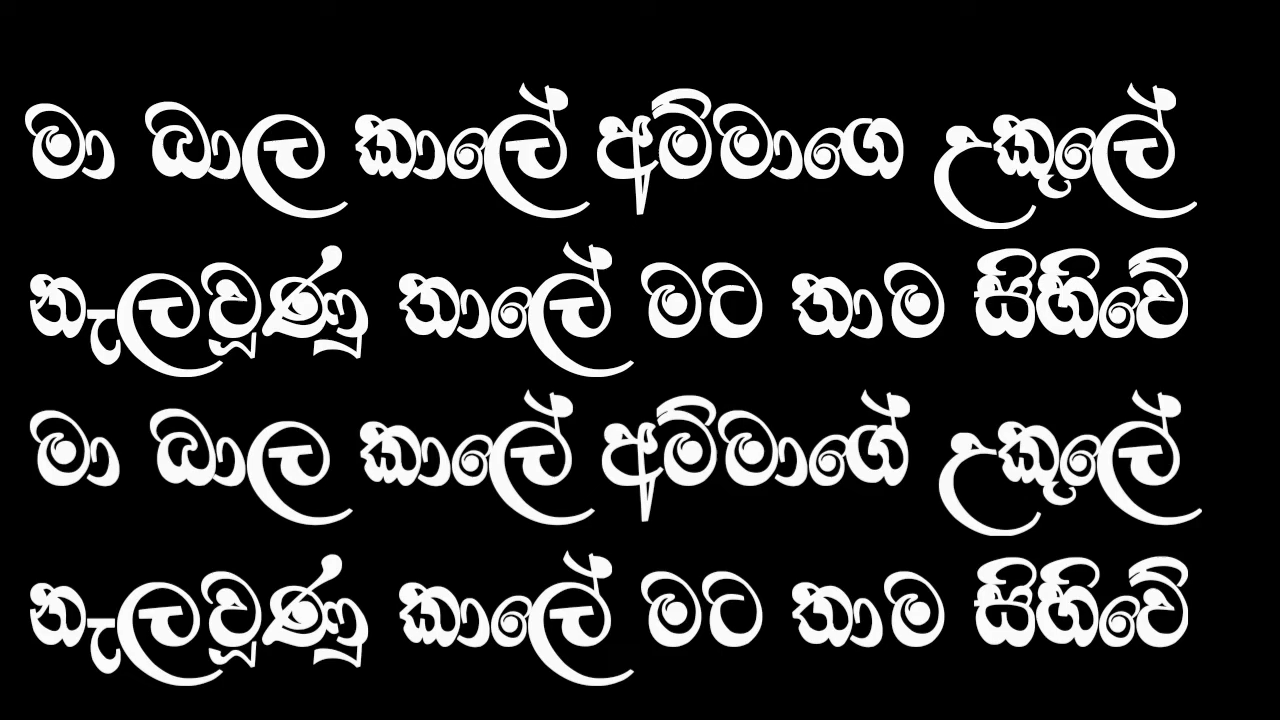 මා බාල කාලේ අම්මාගෙ උකුලේ
නැලවුණු තාලේ මට තාම සිහිවේ
මා බාල කාලේ අම්මාගේ උකුලේ
නැලවුණු කාලේ මට තාම සිහිවේ